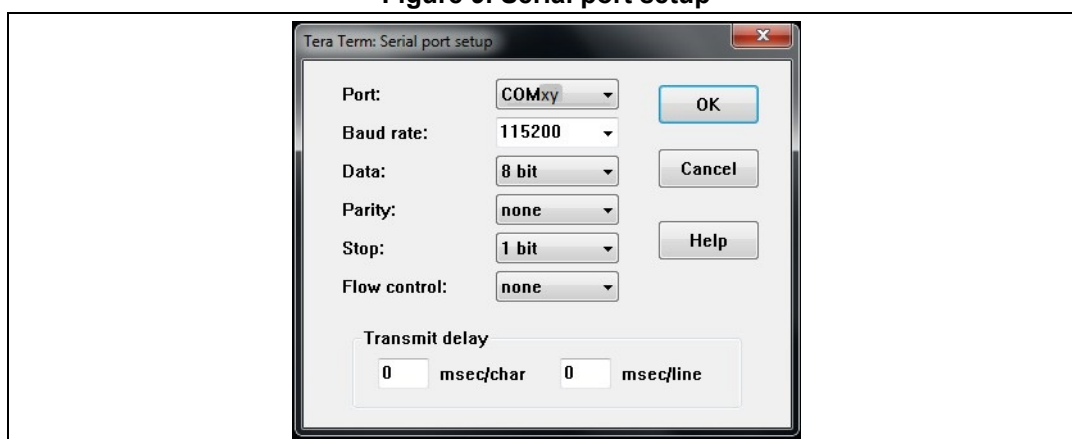 Figure 9. Serial port setup
Tera Term: Serial port setup
Port: COMxy OK
Baud rate: 115200
Data: 8 bit Cancel
Parity: none
Stop: 1 bit Help
Flow control: none
Transmit delay
0 msec/char 0 msec/line